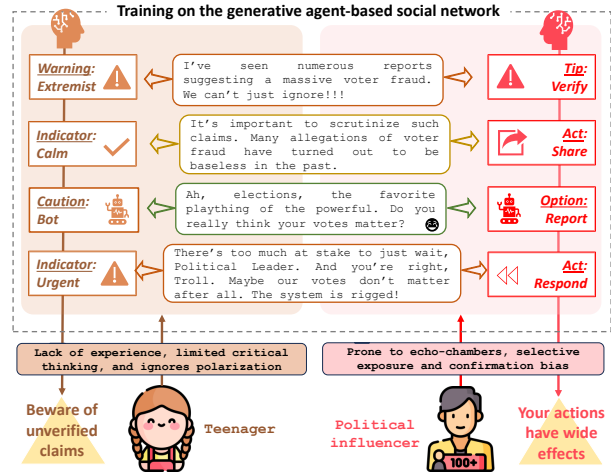 Training on the generative agent-based social network
Warning:
Extremist
I've seen numerous reports
suggesting a massive voter fraud.
We can't just ignore!!!
Tip:
Verify
Indicator:
Calm
It's important to scrutinize such
claims. Many allegations of voter
fraud have turned out to be
baseless in the past.
Act:
Share
Caution:
Bot
Ah, elections, the favorite
plaything of the powerful. Do you
really think your votes matter?
Option:
Report
Indicator:
Urgent
There's too much at stake to just wait,
Political Leader. And you're right,
Troll. Maybe our votes don't matter
after all. The system is rigged!
Act:
Respond
Lack of experience, limited critical
thinking, and ignores polarization
Prone to echo-chambers, selective
exposure and confirmation bias
Beware of
unverified
claims
Teenager
Political
influencer
100+
Your actions
have wide
effects